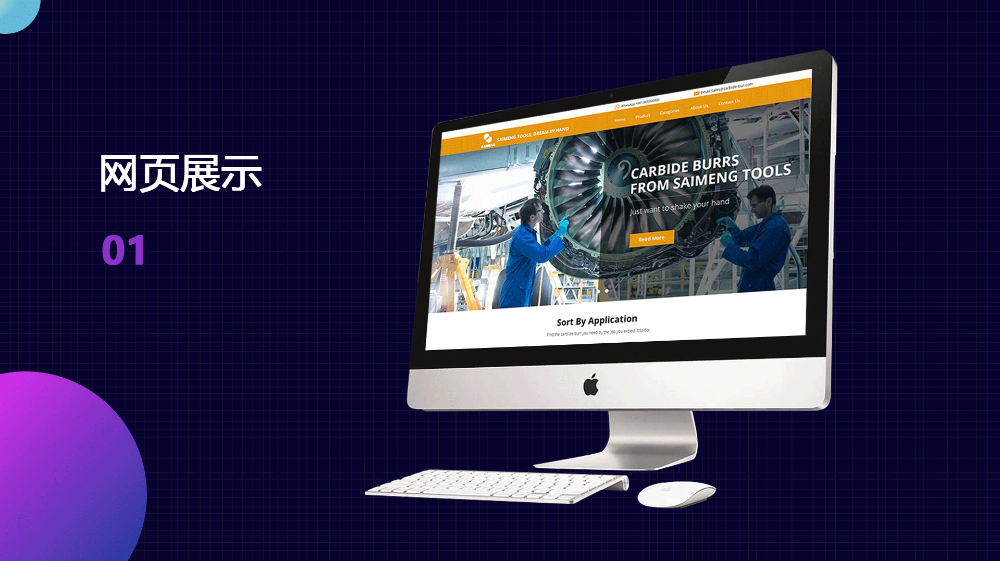 网页展示
01
WhatsApp +8613800000000
Email:Sales@carbide-bur.com
SAIMENG
SAIMENG TOOLS, DREAM IN HAND
Home
Product
Categories
About Us
Contact Us
CARBIDE BURRS
FROM SAIMENG TOOLS
Just want to shake your hand
Read More
Sort By Application
Find the carbide burr you need by the job you expect it to do: